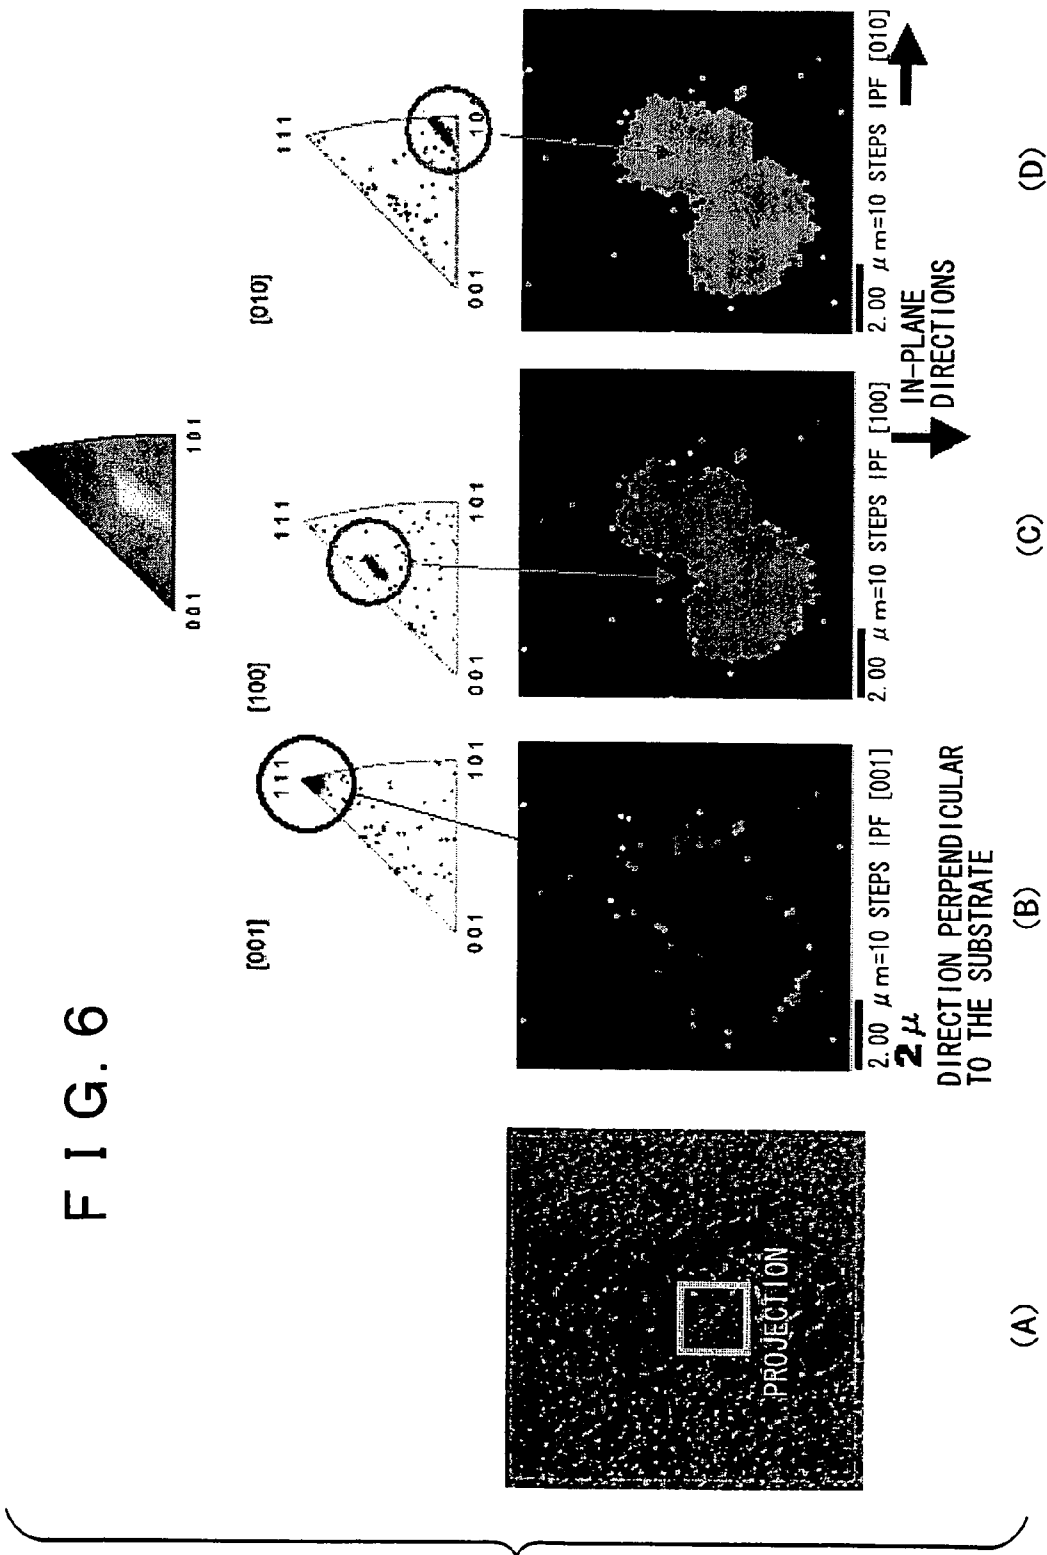 FIG. 6
001
101
[001]
111
001
101
[100]
111
001
101
[010]
111
001
10
PROJECTION
2.00 μm=10 STEPS IPF [001]
2μ
DIRECTION PERPENDICULAR
TO THE SUBSTRATE
2.00 μm=10 STEPS IPF [100]
IN-PLANE
DIRECTIONS
2.00 μm=10 STEPS IPF [010]
(A)
(B)
(C)
(D)